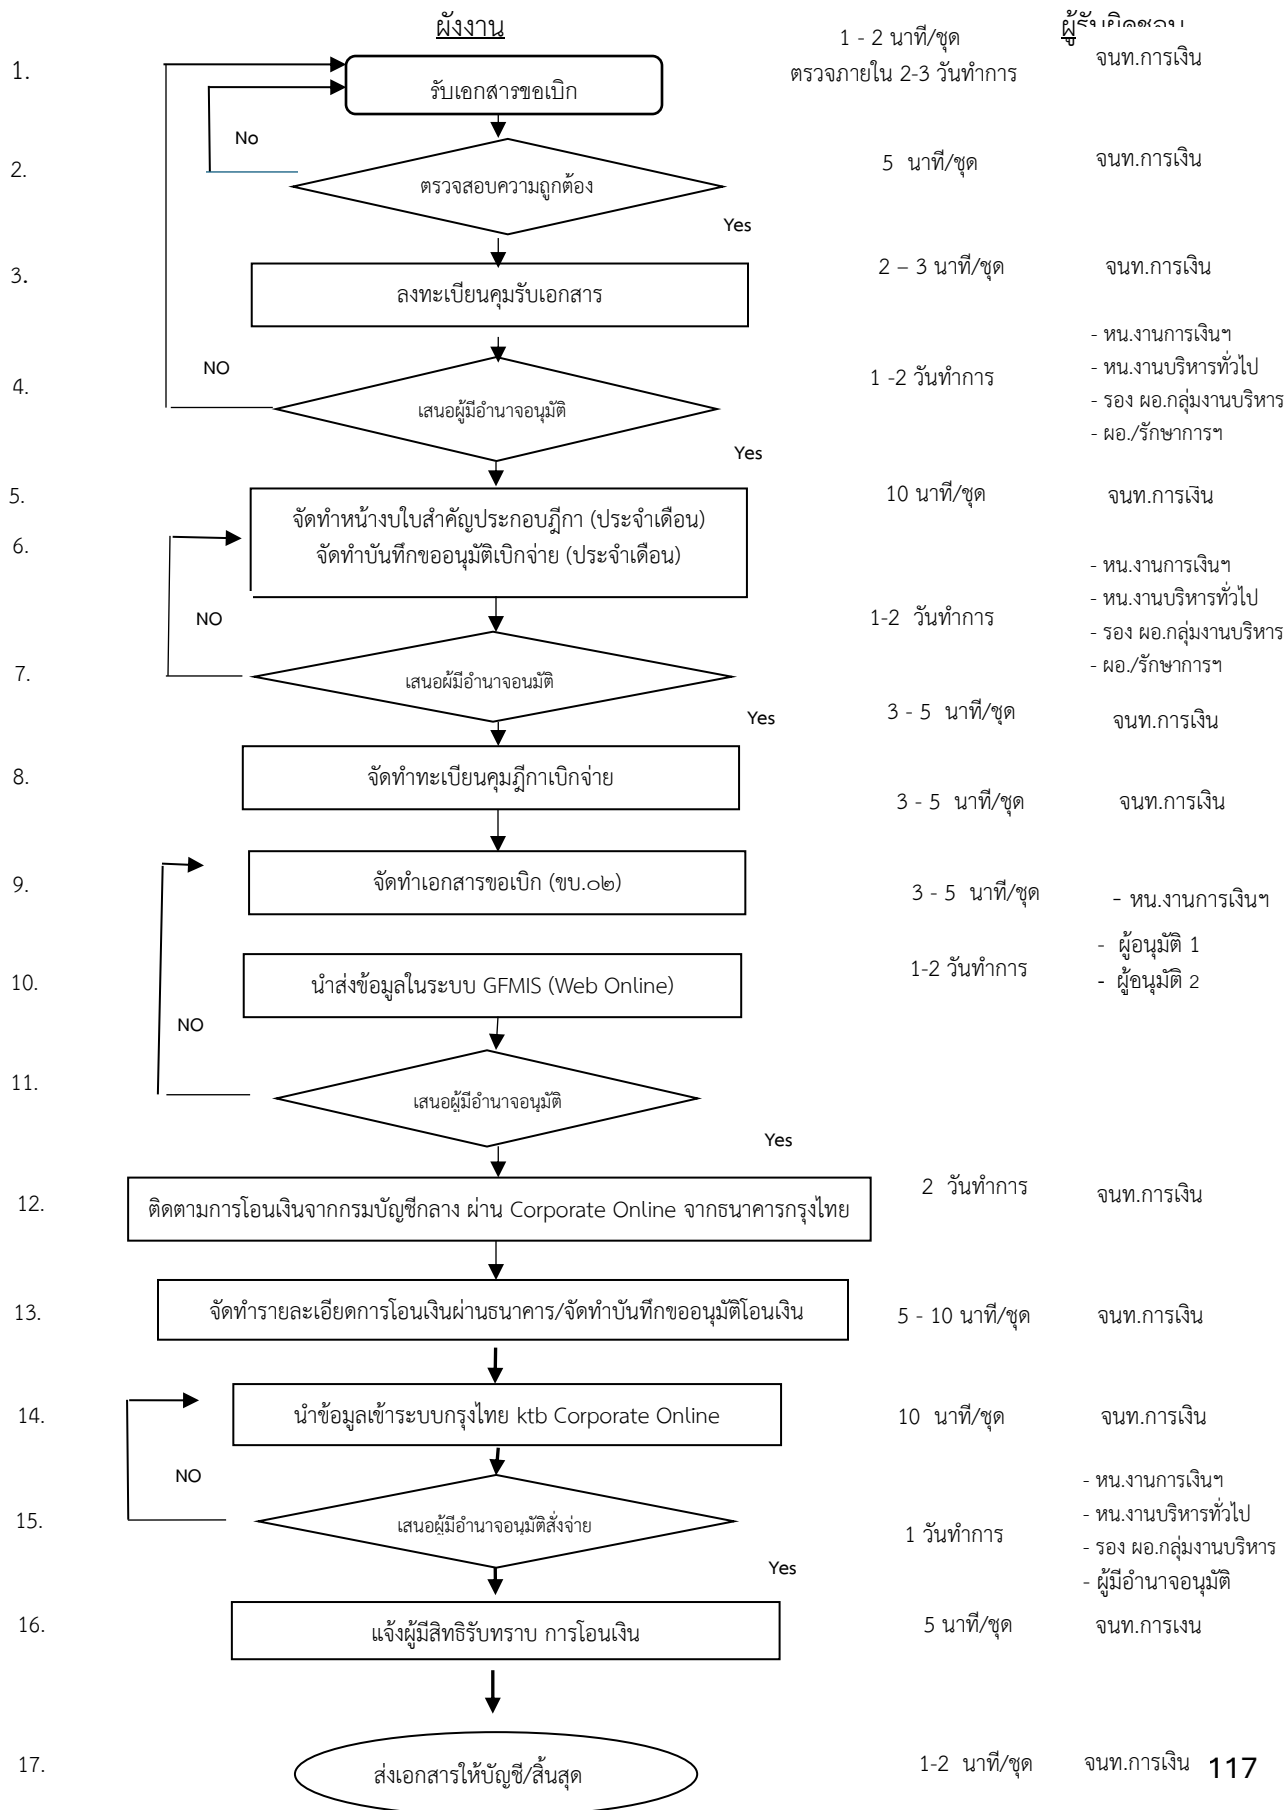 ผังงาน
1 - 2 นาที/ชุด
ผู้รับผิดชอบ
1.
รับเอกสารขอเบิก
ตรวจภายใน 2-3 วันทำการ
จนท.การเงิน
No
2.
ตรวจสอบความถูกต้อง
5 นาที/ชุด
จนท.การเงิน
Yes
3.
ลงทะเบียนคุมรับเอกสาร
2 – 3 นาที/ชุด
จนท.การเงิน
NO
4.
เสนอผู้มีอำนาจอนุมัติ
1 -2 วันทำการ
- หน.งานการเงินฯ
- หน.งานบริหารทั่วไป
- รอง ผอ.กลุ่มงานบริหาร
- ผอ./รักษาการฯ
Yes
5.
จัดทำหน้างบใบสำคัญประกอบฎีกา (ประจำเดือน)
10 นาที/ชุด
จนท.การเงิน
6.
จัดทำบันทึกขออนุมัติเบิกจ่าย (ประจำเดือน)
NO
1-2 วันทำการ
- หน.งานการเงินฯ
- หน.งานบริหารทั่วไป
- รอง ผอ.กลุ่มงานบริหาร
- ผอ./รักษาการฯ
7.
เสนอผู้มีอำนาจอนุมัติ
Yes
3 - 5 นาที/ชุด
จนท.การเงิน
8.
จัดทำทะเบียนคุมฎีกาเบิกจ่าย
3 - 5 นาที/ชุด
จนท.การเงิน
9.
จัดทำเอกสารขอเบิก (ขบ.๐๒)
3 - 5 นาที/ชุด
- หน.งานการเงินฯ
10.
นำส่งข้อมูลในระบบ GFMIS (Web Online)
1-2 วันทำการ
- ผู้อนุมัติ 1
- ผู้อนุมัติ 2
NO
11.
เสนอผู้มีอำนาจอนุมัติ
Yes
12.
ติดตามการโอนเงินจากกรมบัญชีกลาง ผ่าน Corporate Online จากธนาคารกรุงไทย
2 วันทำการ
จนท.การเงิน
13.
จัดทำรายละเอียดการโอนเงินผ่านธนาคาร/จัดทำบันทึกขออนุมัติโอนเงิน
5 - 10 นาที/ชุด
จนท.การเงิน
14.
นำข้อมูลเข้าระบบกรุงไทย ktb Corporate Online
10 นาที/ชุด
จนท.การเงิน
NO
15.
เสนอผู้มีอำนาจอนุมัติสั่งจ่าย
1 วันทำการ
- หน.งานการเงินฯ
- หน.งานบริหารทั่วไป
- รอง ผอ.กลุ่มงานบริหาร
- ผู้มีอำนาจอนุมัติ
Yes
16.
แจ้งผู้มีสิทธิรับทราบ การโอนเงิน
5 นาที/ชุด
จนท.การเงน
17.
ส่งเอกสารให้บัญชี/สิ้นสุด
1-2 นาที/ชุด
จนท.การเงิน
117